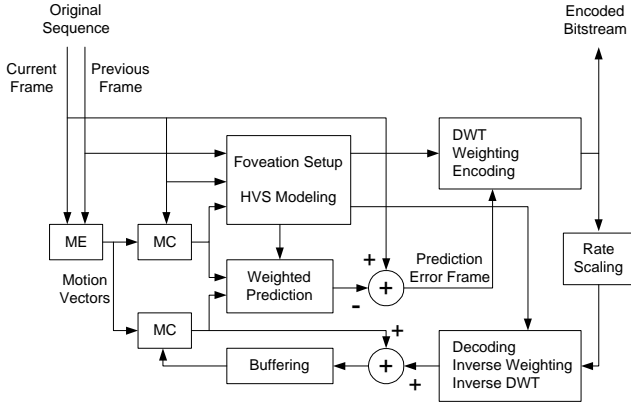 Original
Sequence
Encoded
Bitstream
Current
Frame
Previous
Frame
Foveation Setup
HVS Modeling
DWT
Weighting
Encoding
ME
MC
Motion
Vectors
Weighted
Prediction
+
-
+
Prediction
Error Frame
Rate
Scaling
MC
Buffering
+
+
+
Decoding
Inverse Weighting
Inverse DWT